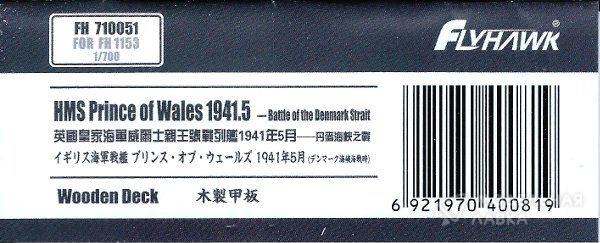 FH 710051
FOR FH 1153
1/700
FLYHAWK
HMS Prince of Wales 1941.5 —Battle of the Denmark Strait
英國皇家海軍威爾士親王號戰列艦1941年5月——丹麥海峽之戰
イギリス海軍戦艦 プリンス・オブ・ウェールズ 1941年5月(デンマーク海峡海戦時)
Wooden Deck 木製甲板
6 921970 400819
ЛАВКА